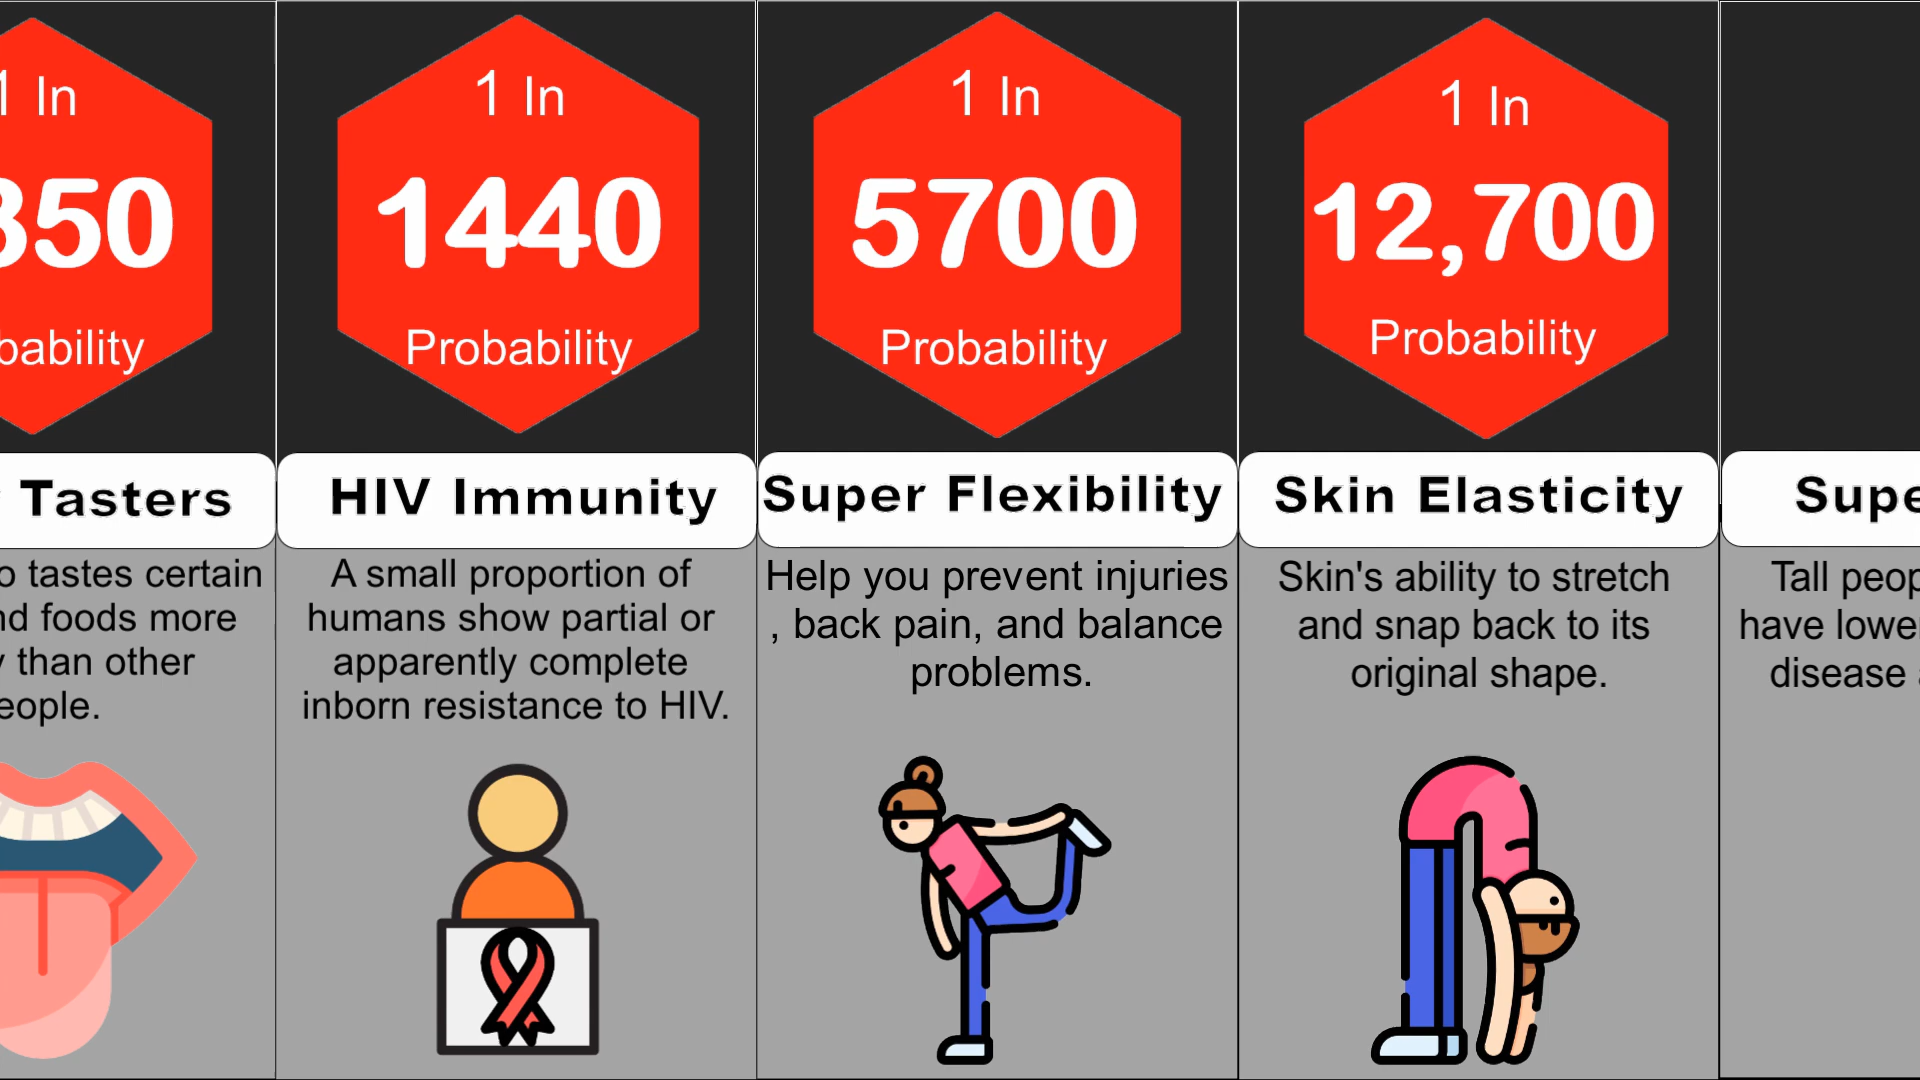 1 In
350
bability
Tasters
o tastes certain
nd foods more
than other
eople.
1 In
1440
Probability
HIV Immunity
A small proportion of
humans show partial or
apparently complete
inborn resistance to HIV.
1 In
5700
Probability
Super Flexibility
Help you prevent injuries
, back pain, and balance
problems.
1 In
12,700
Probability
Skin Elasticity
Skin's ability to stretch
and snap back to its
original shape.
Supe
Tall peop
have lowe
disease